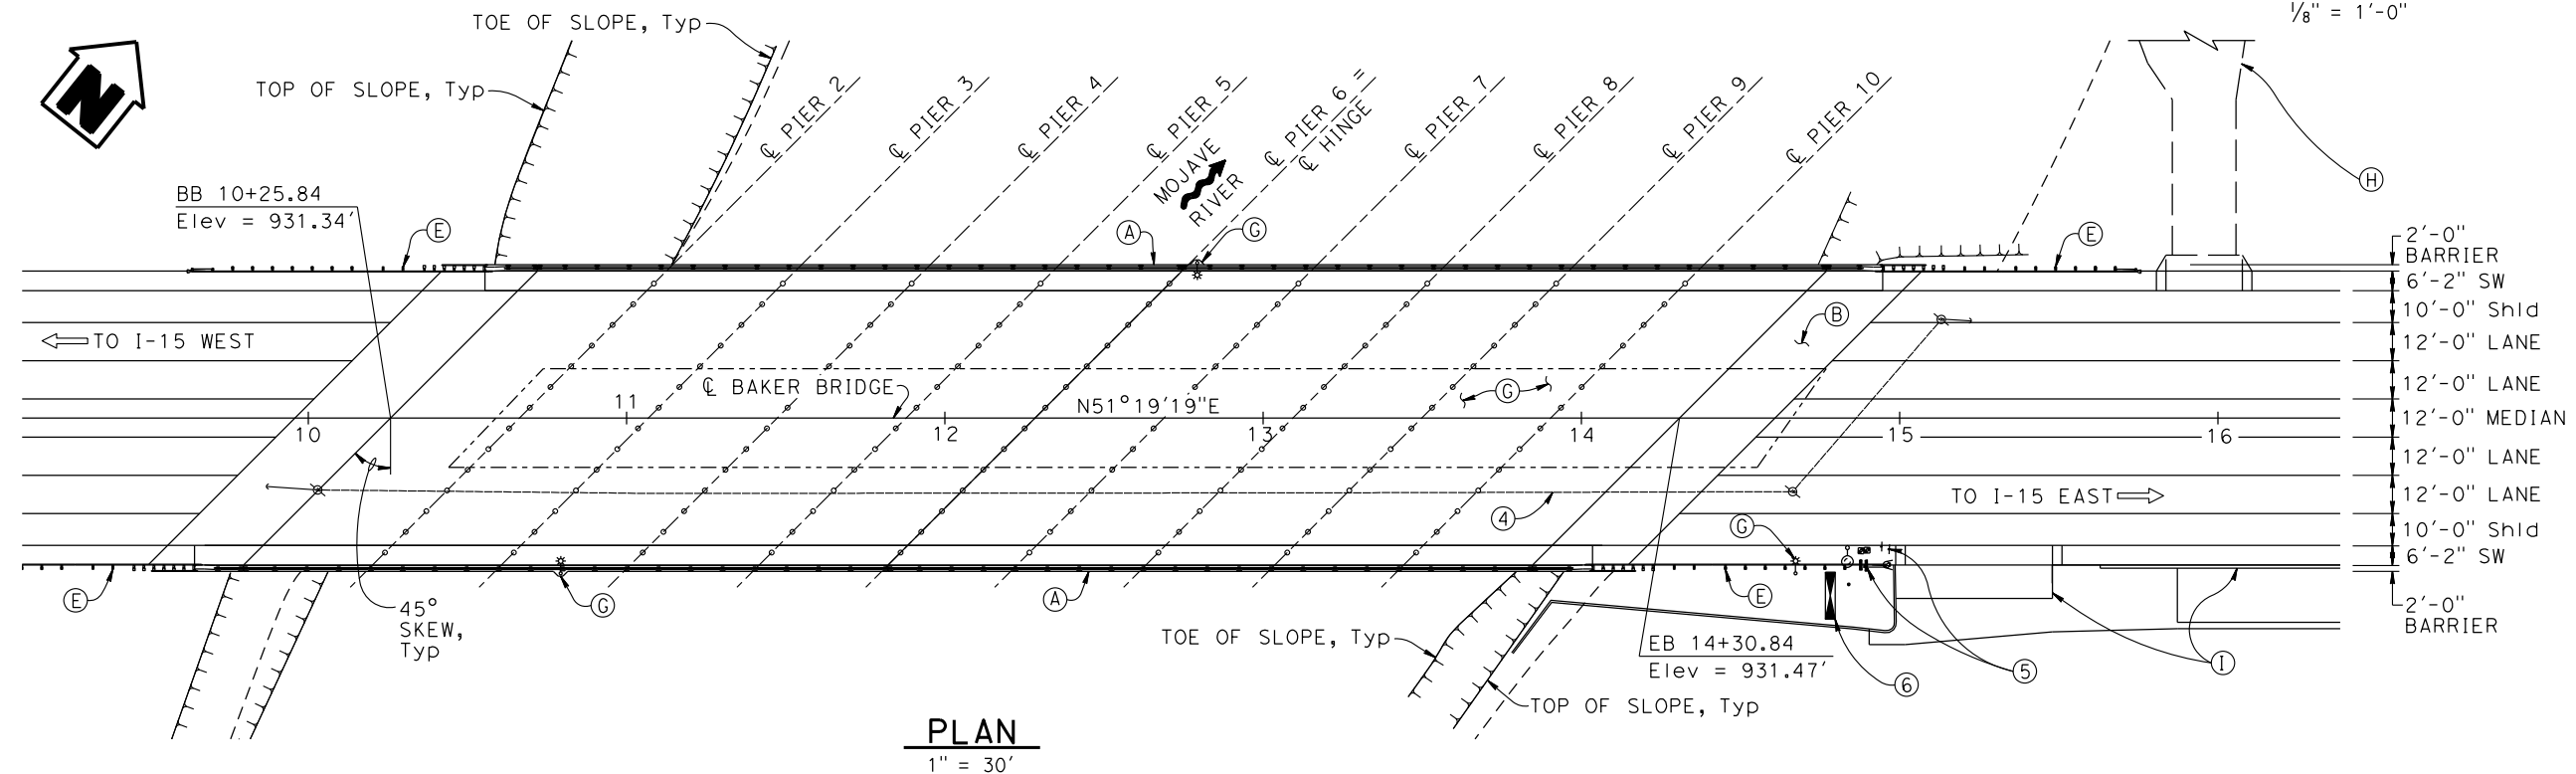 1/8" = 1'-0"
TOE OF SLOPE, Typ
TOP OF SLOPE, Typ
N
℄ PIER 2
℄ PIER 3
℄ PIER 4
℄ PIER 5
℄ PIER 6 =
℄ HINGE
℄ PIER 7
℄ PIER 8
℄ PIER 9
℄ PIER 10
MOJAVE
RIVER
H
BB 10+25.84
Elev = 931.34'
E
A
G
E
B
2'-0"
BARRIER
6'-2" SW
10'-0" Shld
12'-0" LANE
12'-0" LANE
12'-0" MEDIAN
12'-0" LANE
12'-0" LANE
10'-0" Shld
6'-2" SW
2'-0"
BARRIER
TO I-15 WEST
℄ BAKER BRIDGE
N51°19'19"E
G
10
11
12
13
14
15
16
TO I-15 EAST
4
G
E
G
A
E
45°
SKEW,
Typ
TOE OF SLOPE, Typ
EB 14+30.84
Elev = 931.47'
6
5
I
TOP OF SLOPE, Typ
PLAN
1" = 30'